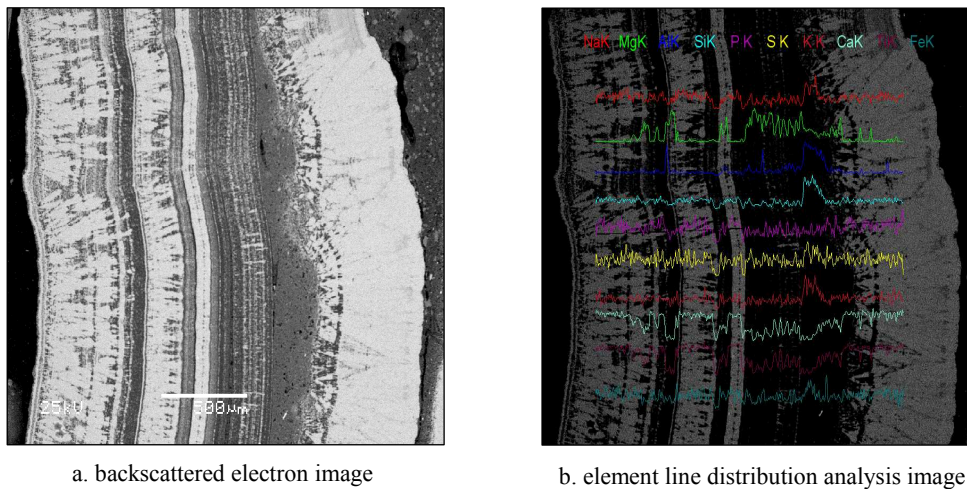 NaK MgK AlK SiK P K S K K K CaK FeK
25kV 500μm
a. backscattered electron image
b. element line distribution analysis image